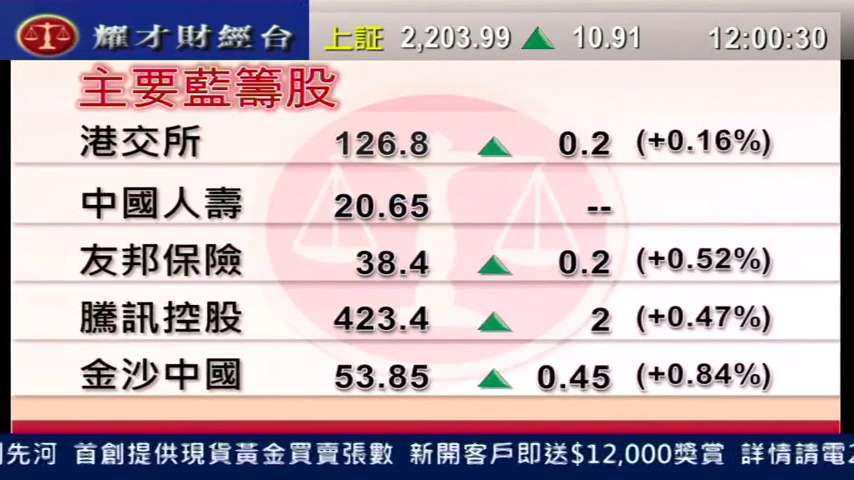 耀才財經台 上証 2,203.99 ▲ 10.91 12:00:30
主要藍籌股
港交所 126.8 ▲ 0.2 (+0.16%)
中國人壽 20.65 --
友邦保險 38.4 ▲ 0.2 (+0.52%)
騰訊控股 423.4 ▲ 2 (+0.47%)
金沙中國 53.85 ▲ 0.45 (+0.84%)
先河 首創提供現貨黃金買賣張數 新開客戶即送$12,000獎賞 詳情請電